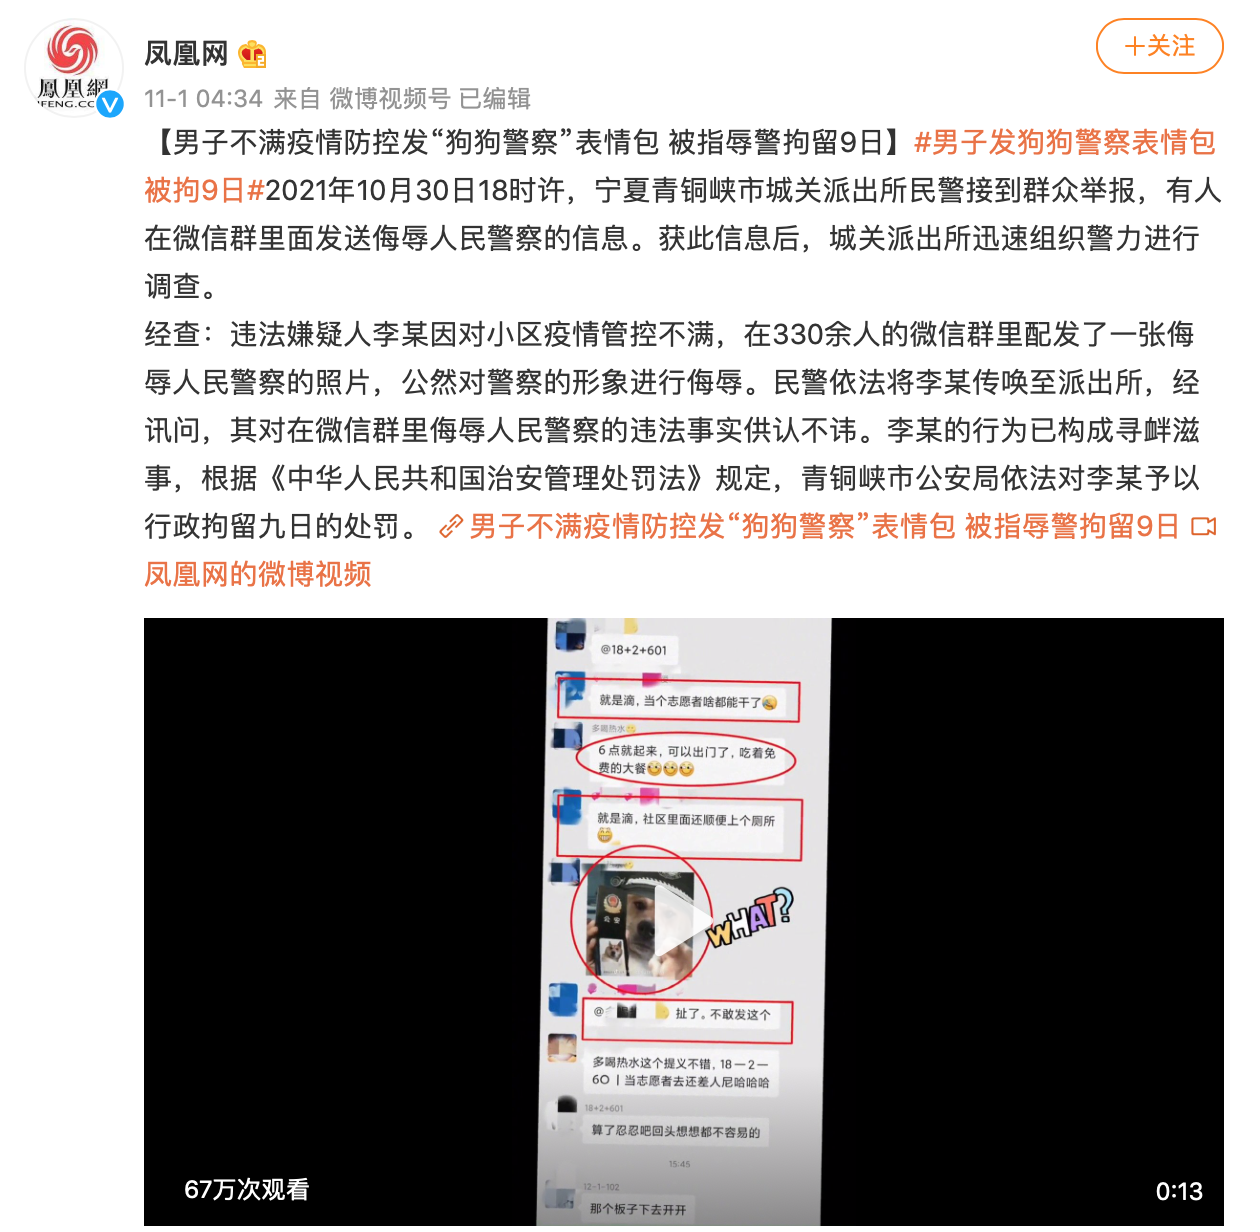 凤凰网
鳳凰網
+关注
11-1 04:34 来自 微博视频号 已编辑
【男子不满疫情防控发“狗狗警察”表情包 被指辱警拘留9日】#男子发狗狗警察表情包
被拘9日#2021年10月30日18时许，宁夏青铜峡市城关派出所民警接到群众举报，有人
在微信群里面发送侮辱人民警察的信息。获此信息后，城关派出所迅速组织警力进行
调查。
经查：违法嫌疑人李某因对小区疫情管控不满，在330余人的微信群里配发了一张侮
辱人民警察的照片，公然对警察的形象进行侮辱。民警依法将李某传唤至派出所，经
讯问，其对在微信群里侮辱人民警察的违法事实供认不讳。李某的行为已构成寻衅滋
事，根据《中华人民共和国治安管理处罚法》规定，青铜峡市公安局依法对李某予以
行政拘留九日的处罚。 男子不满疫情防控发“狗狗警察”表情包 被指辱警拘留9日
凤凰网的微博视频
@18+2+601
就是滴，当个志愿者啥都能干了
多喝热水
6点就起来，可以出门了，吃着免
费的大餐
就是滴，社区里面还顺便上个厕所
公安
WHAT?
@ 扯了。不敢发这个
多喝热水这个提义不错，18一2一
6O丨当志愿者去还差人尼哈哈哈
18+2+601
算了忍忍吧回头想想都不容易的
15:45
12-1-102
那个板子下去开开
67万次观看
0:13